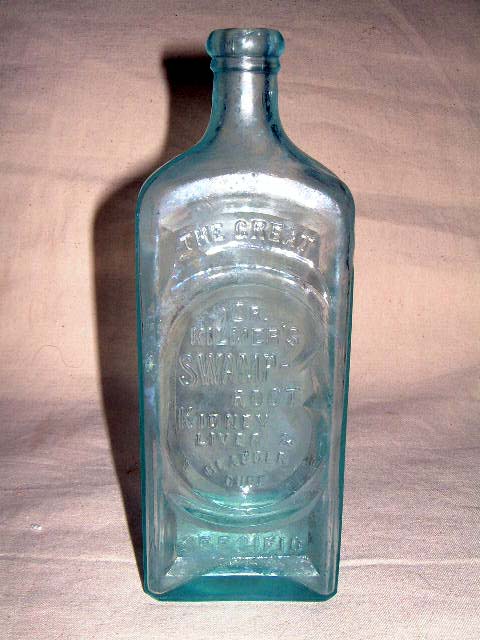 THE GREAT
DR.
KILMER'S
SWAMP-
ROOT
KIDNEY
LIVER &
BLADDER
CURE
SPECIFIC